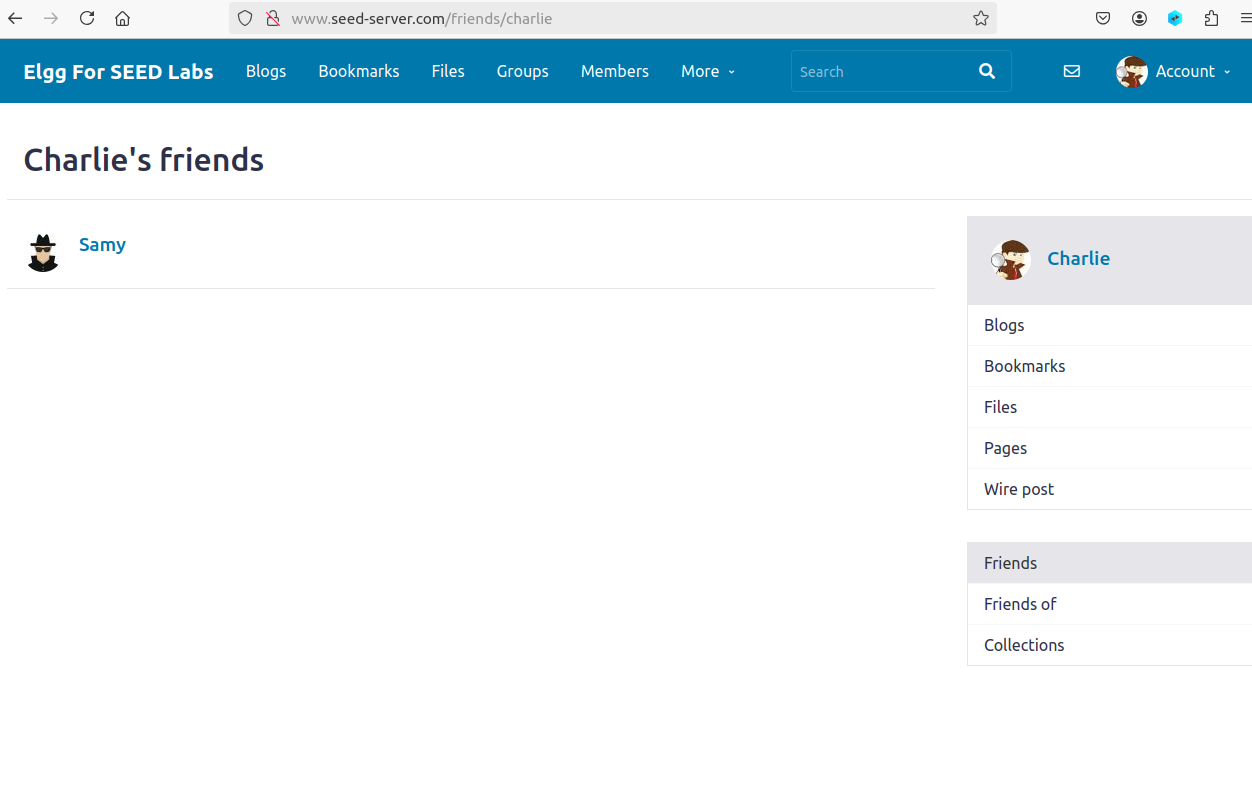 www.seed-server.com/friends/charlie
Elgg For SEED Labs Blogs Bookmarks Files Groups Members More Search Account
Charlie's friends
Samy
Charlie
Blogs
Bookmarks
Files
Pages
Wire post
Friends
Friends of
Collections